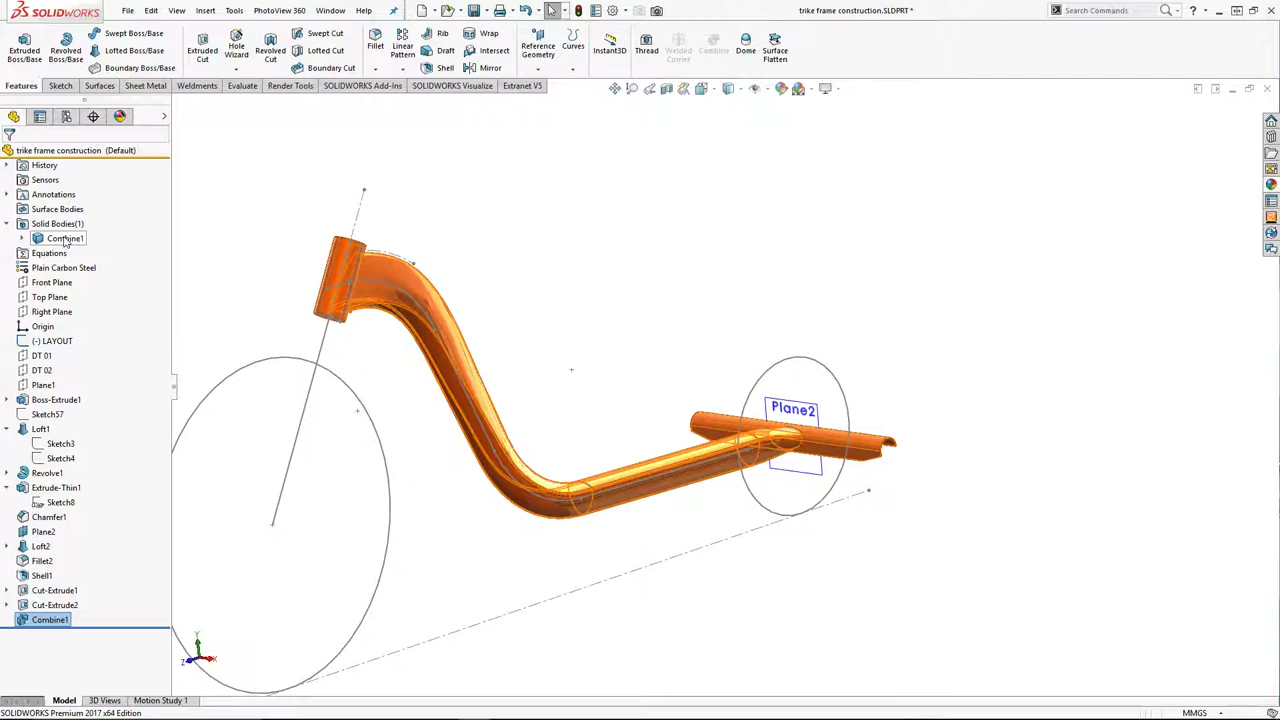 SOLIDWORKS File Edit View Insert Tools PhotoView 360 Window Help trike frame construction.SLDPRT * Search Commands
Extruded Boss/Base
Revolved Boss/Base
Swept Boss/Base
Lofted Boss/Base
Boundary Boss/Base
Extruded Cut
Hole Wizard
Revolved Cut
Swept Cut
Lofted Cut
Boundary Cut
Fillet
Linear Pattern
Rib
Draft
Shell
Wrap
Intersect
Mirror
Reference Geometry
Curves
Instant3D
Thread
Welded Corner
Combine
Dome
Surface Flatten
Features Sketch Surfaces Sheet Metal Weldments Evaluate Render Tools SOLIDWORKS Add-Ins SOLIDWORKS Visualize Extranet V5
trike frame construction (Default)
History
Sensors
Annotations
Surface Bodies
Solid Bodies(1)
Combine1
Equations
Plain Carbon Steel
Front Plane
Top Plane
Right Plane
Origin
(-) LAYOUT
DT 01
DT 02
Plane1
Boss-Extrude1
Sketch57
Loft1
Sketch3
Sketch4
Revolve1
Extrude-Thin1
Sketch8
Chamfer1
Plane2
Loft2
Fillet2
Shell1
Cut-Extrude1
Cut-Extrude2
Combine1
Plane2
Y
Z
X
Model 3D Views Motion Study 1
SOLIDWORKS Premium 2017 x64 Edition MMGS